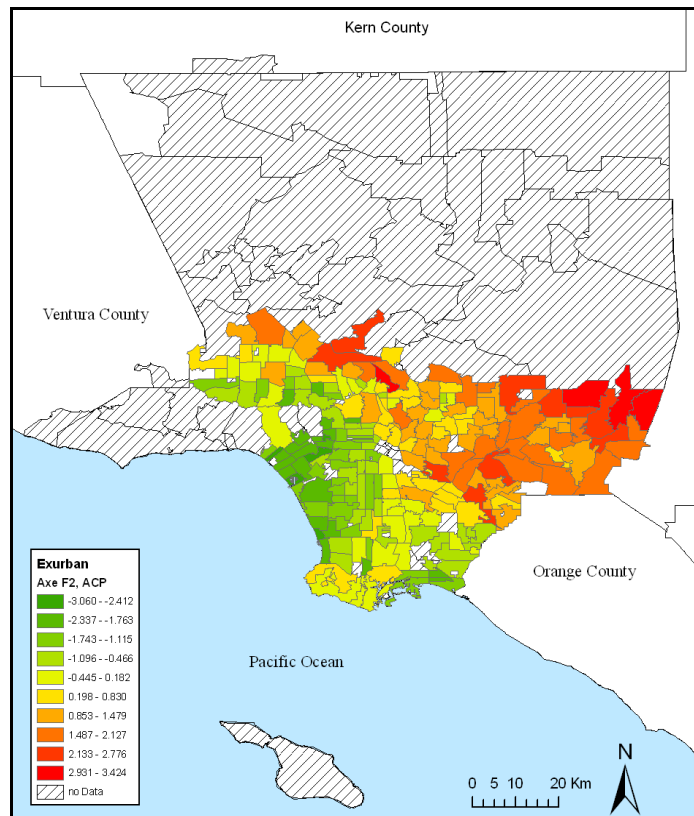 Kern County
Ventura County
Orange County
Pacific Ocean
Exurban
Axe F2, ACP
-3.060 - -2.412
-2.337 - -1.763
-1.743 - -1.115
-1.096 - -0.466
-0.445 - 0.182
0.198 - 0.830
0.853 - 1.479
1.487 - 2.127
2.133 - 2.776
2.931 - 3.424
no Data
N
0 5 10 20 Km